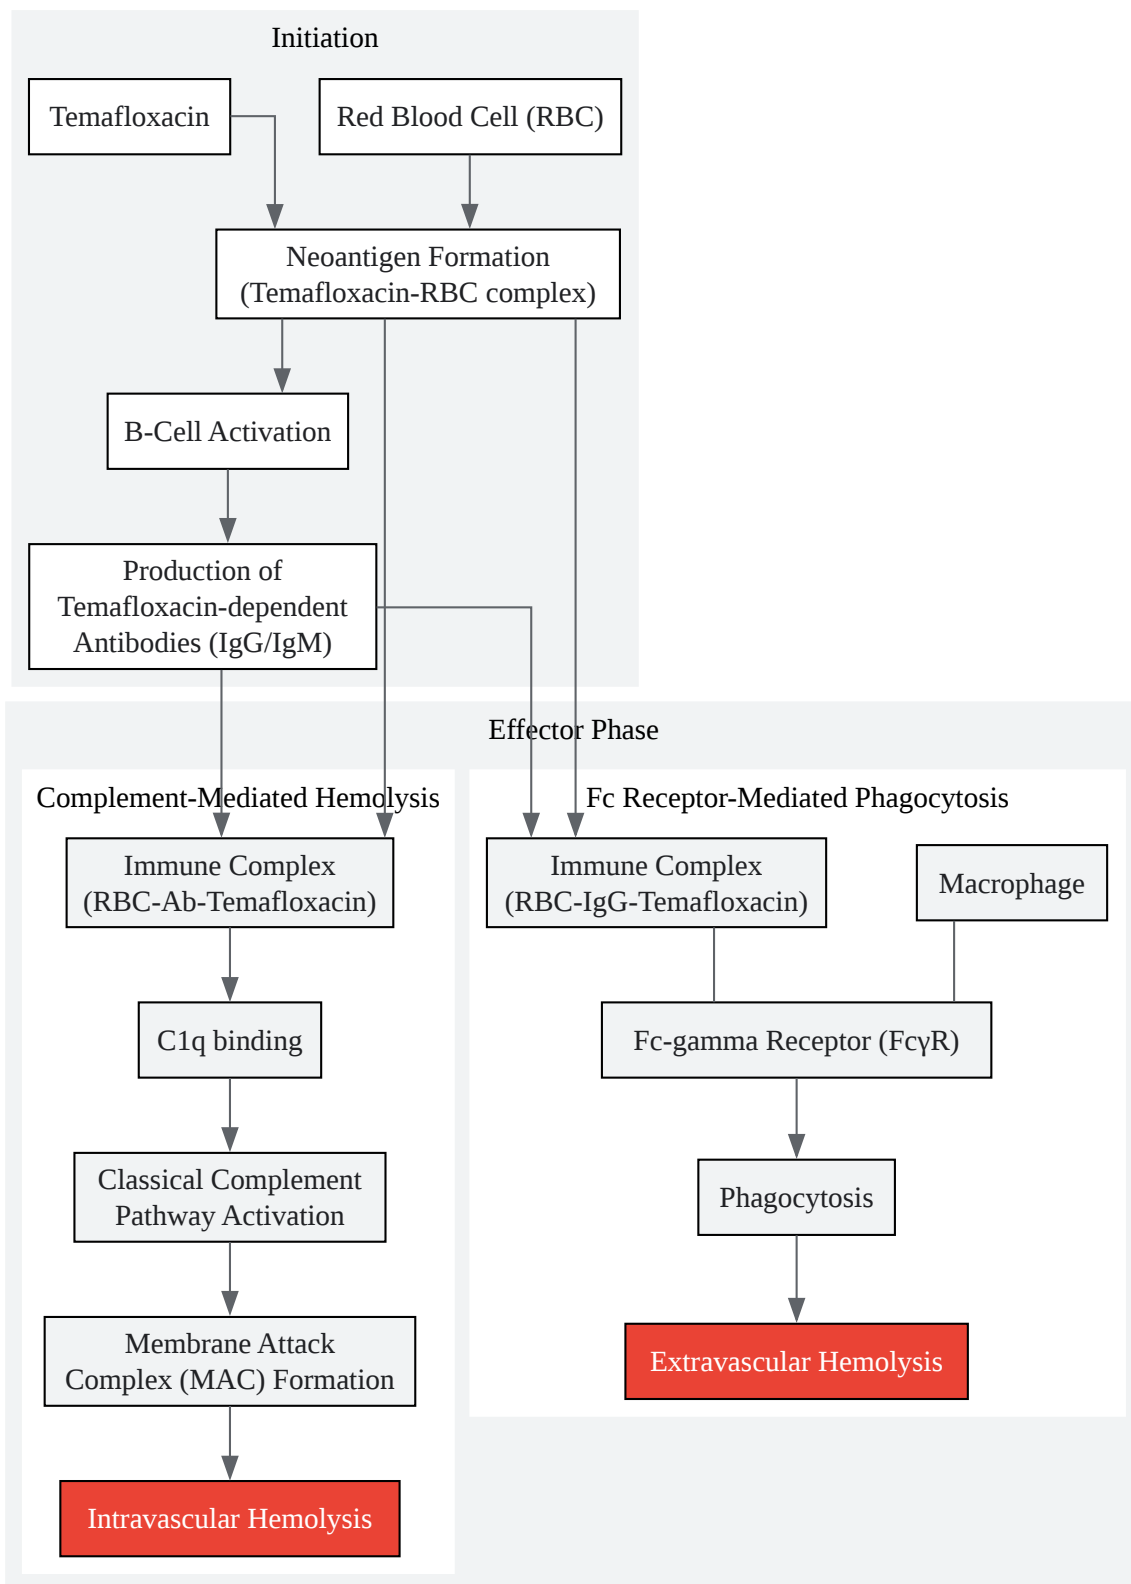 Initiation
Temafloxacin
Red Blood Cell (RBC)
Neoantigen Formation
(Temafloxacin-RBC complex)
B-Cell Activation
Production of
Temafloxacin-dependent
Antibodies (IgG/IgM)
Effector Phase
Complement-Mediated Hemolysis
Immune Complex
(RBC-Ab-Temafloxacin)
C1q binding
Classical Complement
Pathway Activation
Membrane Attack
Complex (MAC) Formation
Intravascular Hemolysis
Fc Receptor-Mediated Phagocytosis
Immune Complex
(RBC-IgG-Temafloxacin)
Macrophage
Fc-gamma Receptor (FcγR)
Phagocytosis
Extravascular Hemolysis